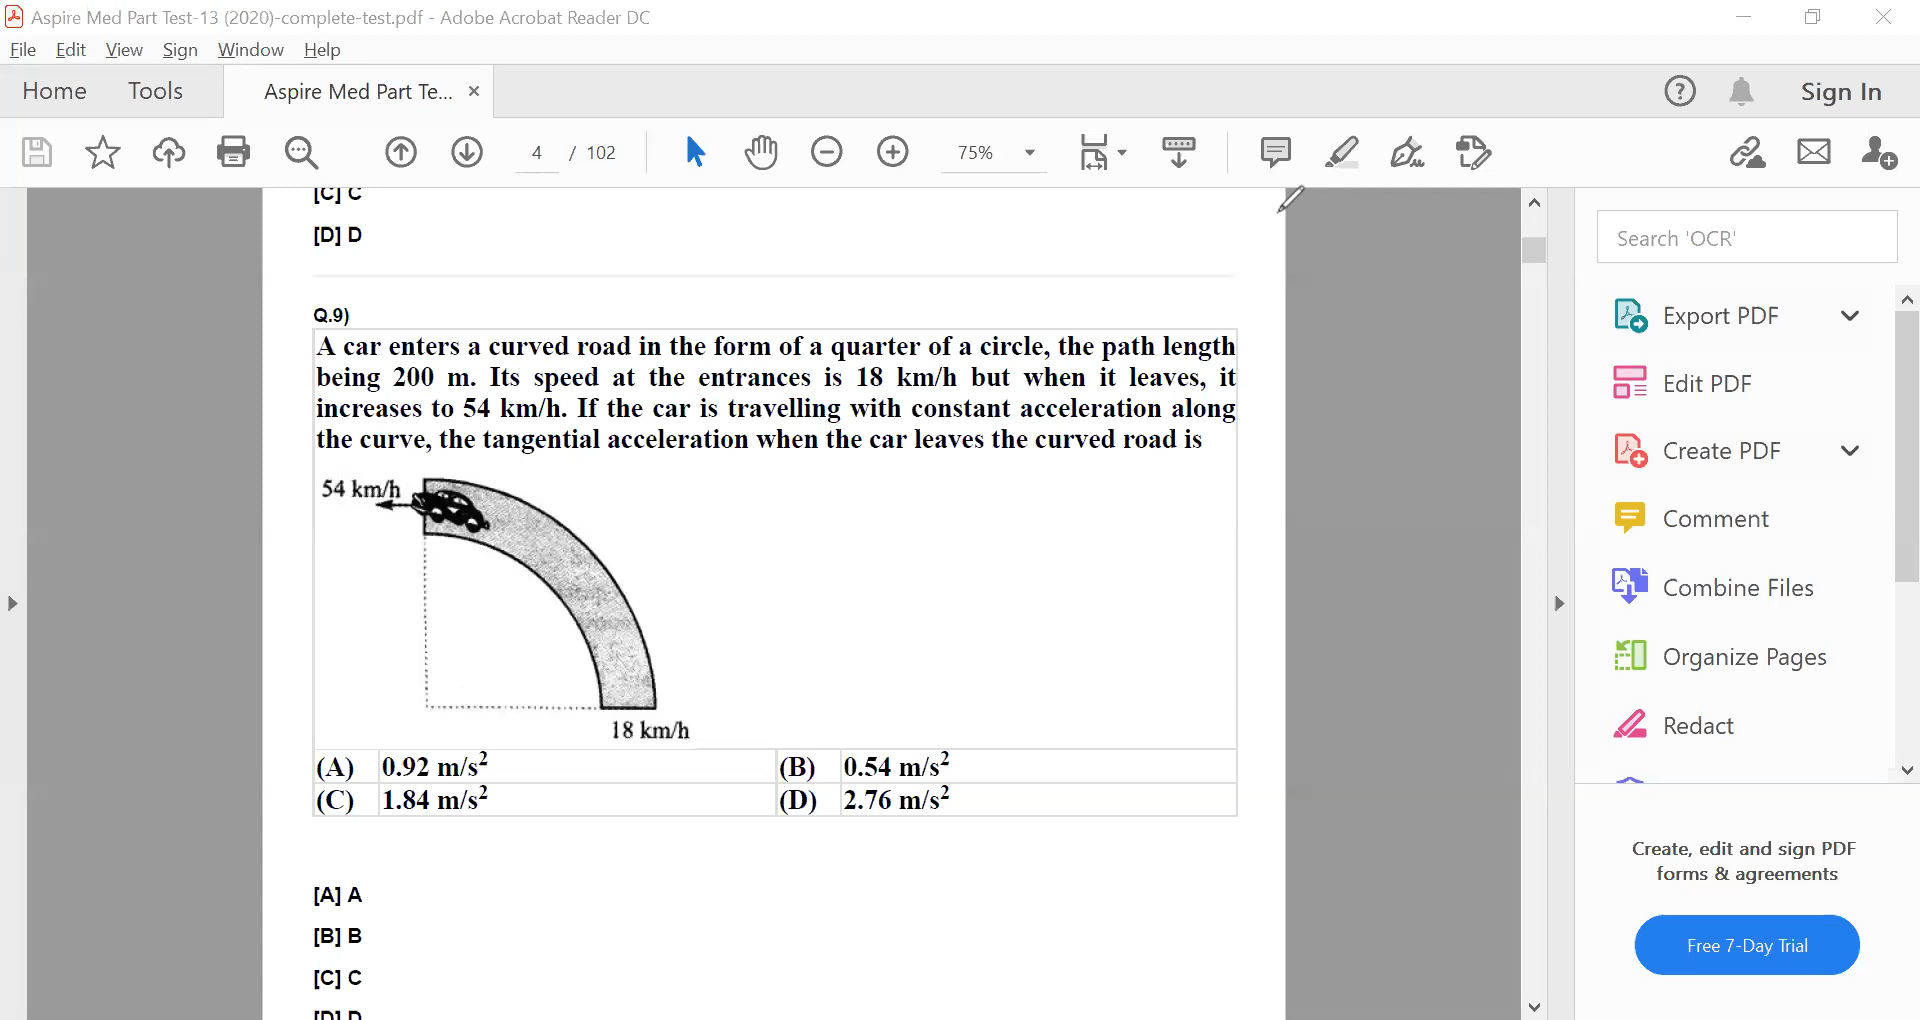 Aspire Med Part Test-13 (2020)-complete-test.pdf - Adobe Acrobat Reader DC
File Edit View Sign Window Help
Home Tools Aspire Med Part Te... × Sign In
4 / 102 75%
[C] C
[D] D
Q.9)
A car enters a curved road in the form of a quarter of a circle, the path length
being 200 m. Its speed at the entrances is 18 km/h but when it leaves, it
increases to 54 km/h. If the car is travelling with constant acceleration along
the curve, the tangential acceleration when the car leaves the curved road is
54 km/h
18 km/h
(A) 0.92 m/s² (B) 0.54 m/s²
(C) 1.84 m/s² (D) 2.76 m/s²
[A] A
[B] B
[C] C
[D] D
Search 'OCR'
Export PDF
Edit PDF
Create PDF
Comment
Combine Files
Organize Pages
Redact
Create, edit and sign PDF
forms & agreements
Free 7-Day Trial